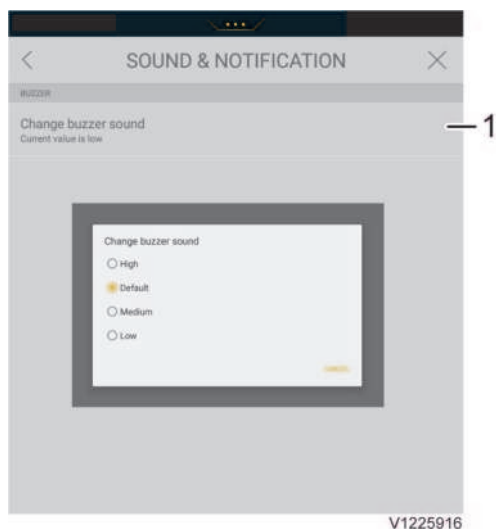 SOUND & NOTIFICATION
BUZZER
Change buzzer sound
Current value is low
1
Change buzzer sound
High
Default
Medium
Low
CANCEL
V1225916